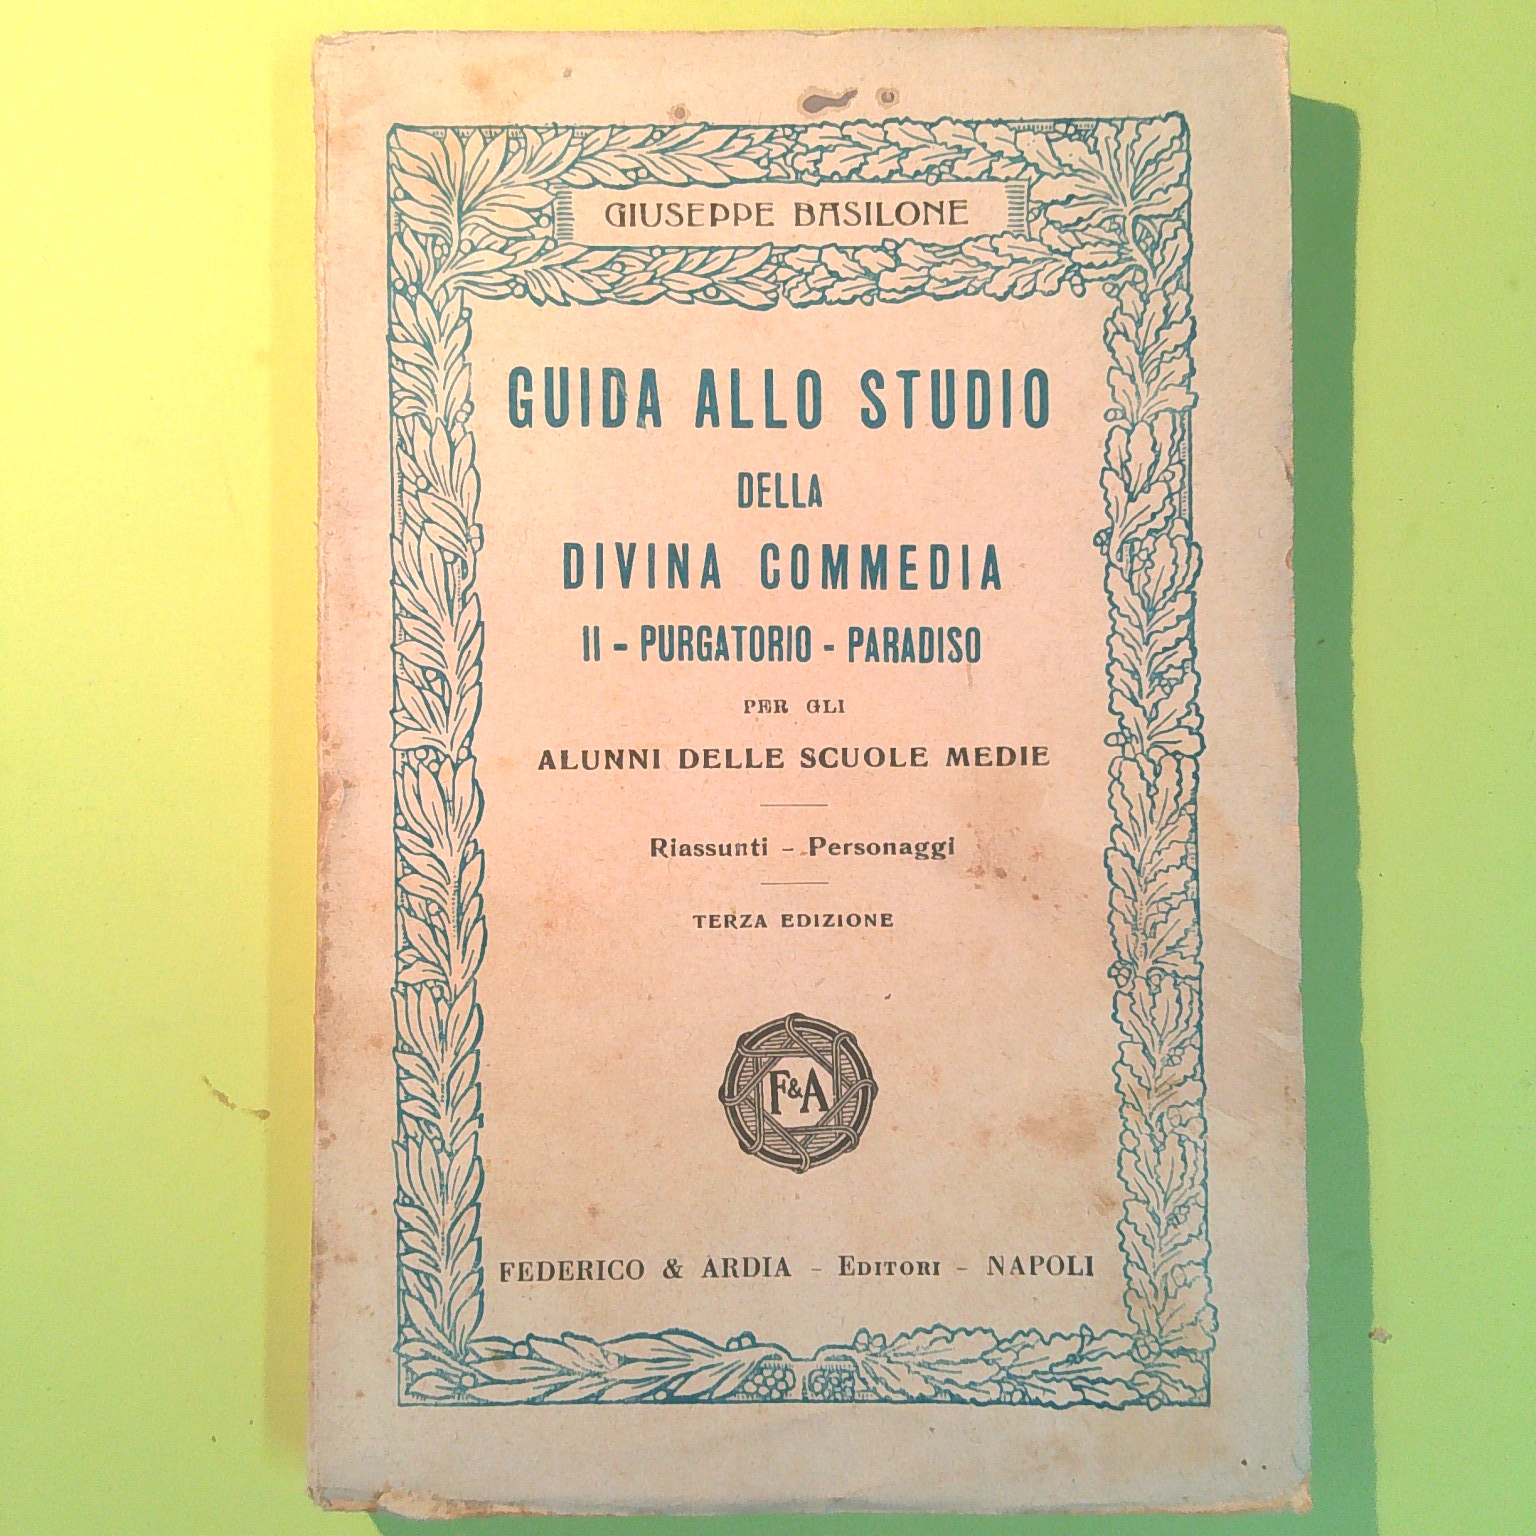 GIUSEPPE BASILONE
GUIDA ALLO STUDIO
DELLA
DIVINA COMMEDIA
II - PURGATORIO - PARADISO
PER GLI
ALUNNI DELLE SCUOLE MEDIE
Riassunti - Personaggi
TERZA EDIZIONE
F&A
FEDERICO & ARDIA - EDITORI - NAPOLI